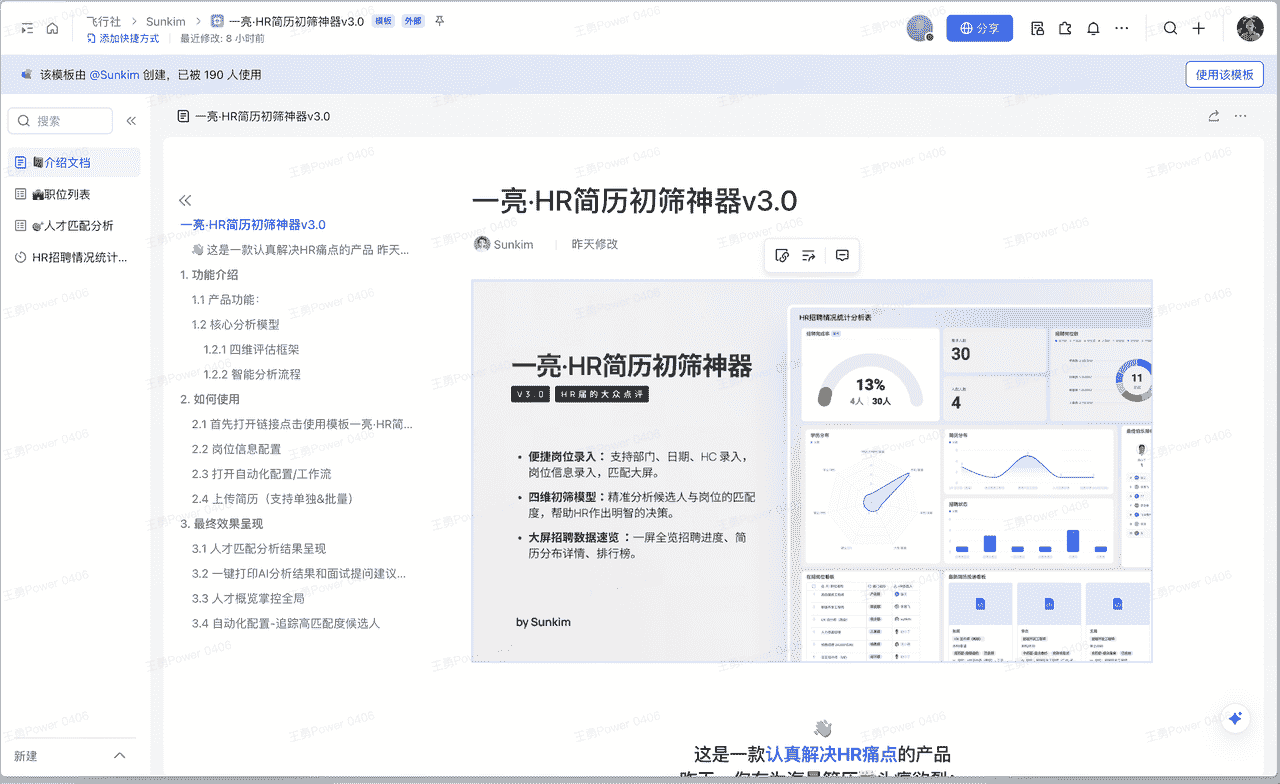 飞行社 › Sunkim › 一亮·HR简历初筛神器v3.0 模板 外部
添加快捷方式 最近修改: 8 小时前
分享
该模板由 @Sunkim 创建，已被 190 人使用
使用该模板
搜索
一亮·HR简历初筛神器v3.0
介绍文档
职位列表
人才匹配分析
HR招聘情况统计...
新建
一亮·HR简历初筛神器v3.0
这是一款认真解决HR痛点的产品 昨天...
1. 功能介绍
1.1 产品功能：
1.2 核心分析模型
1.2.1 四维评估框架
1.2.2 智能分析流程
2. 如何使用
2.1 首先打开链接点击使用模板一亮·HR简...
2.2 岗位信息配置
2.3 打开自动化配置/工作流
2.4 上传简历（支持单独&批量）
3. 最终效果呈现
3.1 人才匹配分析结果呈现
3.2 一键打印AI分析结果和面试提问建议...
3.3 人才概览掌控全局
3.4 自动化配置-追踪高匹配度候选人
一亮·HR简历初筛神器v3.0
Sunkim 昨天修改
一亮·HR简历初筛神器
V3.0 HR届的大众点评
• 便捷岗位录入： 支持部门、日期、HC 录入，
岗位信息录入，匹配大屏。
• 四维初筛模型：精准分析候选人与岗位的匹配
度，帮助HR作出明智的决策。
• 大屏招聘数据速览 ：一屏全览招聘进度、简
历分布详情、排行榜。
by Sunkim
HR招聘情况统计分析表
13%
4人 30人
30
4
11
学历分布
招聘状态
这是一款认真解决HR痛点的产品
王勇Power 0406